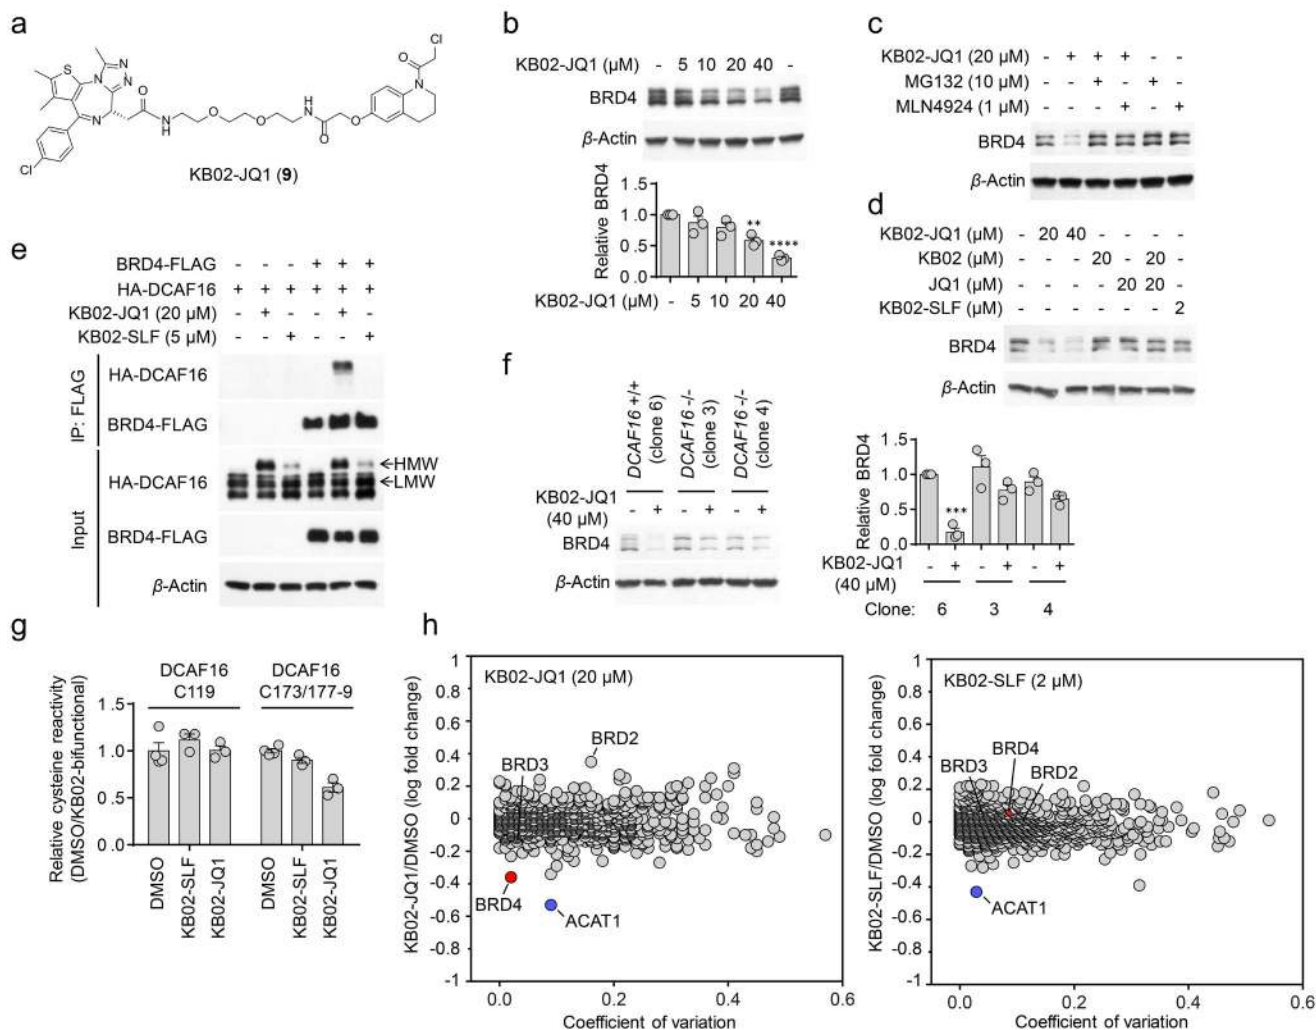 a
Cl
O
N
CH₃
N
N
N
S
O
N
H
O
O
H
N
O
O
N
Cl
KB02-JQ1 (9)
b
KB02-JQ1 (μM) - 5 10 20 40 -
BRD4
β-Actin
Relative BRD4
1.5
1.0
0.5
0.0
**
****
KB02-JQ1 (μM) - 5 10 20 40
c
KB02-JQ1 (20 μM) - + + + - -
MG132 (10 μM) - - + - + -
MLN4924 (1 μM) - - - + - +
BRD4
β-Actin
d
KB02-JQ1 (μM) - 20 40 - - - -
KB02 (μM) - - - 20 - 20 -
JQ1 (μM) - - - - 20 20 -
KB02-SLF (μM) - - - - - - 2
BRD4
β-Actin
e
BRD4-FLAG - - - + + +
HA-DCAF16 + + + + + +
KB02-JQ1 (20 μM) - + - - + -
KB02-SLF (5 μM) - - + - - +
IP: FLAG
HA-DCAF16
BRD4-FLAG
Input
HA-DCAF16
←HMW
←LMW
BRD4-FLAG
β-Actin
f
DCAF16 +/+ (clone 6)
DCAF16 -/- (clone 3)
DCAF16 -/- (clone 4)
KB02-JQ1 (40 μM) - + - + - +
BRD4
β-Actin
Relative BRD4
1.5
1.0
0.5
0.0
***
KB02-JQ1 (40 μM) - + - + - +
Clone: 6 3 4
g
Relative cysteine reactivity
(DMSO/KB02-bifunctional)
DCAF16 C119
DCAF16 C173/177-9
1.5
1.0
0.5
0.0
DMSO
KB02-SLF
KB02-JQ1
DMSO
KB02-SLF
KB02-JQ1
h
KB02-JQ1/DMSO (log fold change)
1
0.8
0.6
0.4
0.2
0
-0.2
-0.4
-0.6
-0.8
-1
KB02-JQ1 (20 μM)
BRD2
BRD3
BRD4
ACAT1
0.0 0.2 0.4 0.6
Coefficient of variation
KB02-SLF/DMSO (log fold change)
1
0.8
0.6
0.4
0.2
0
-0.2
-0.4
-0.6
-0.8
-1
KB02-SLF (2 μM)
BRD4
BRD3
BRD2
ACAT1
0.0 0.2 0.4 0.6
Coefficient of variation